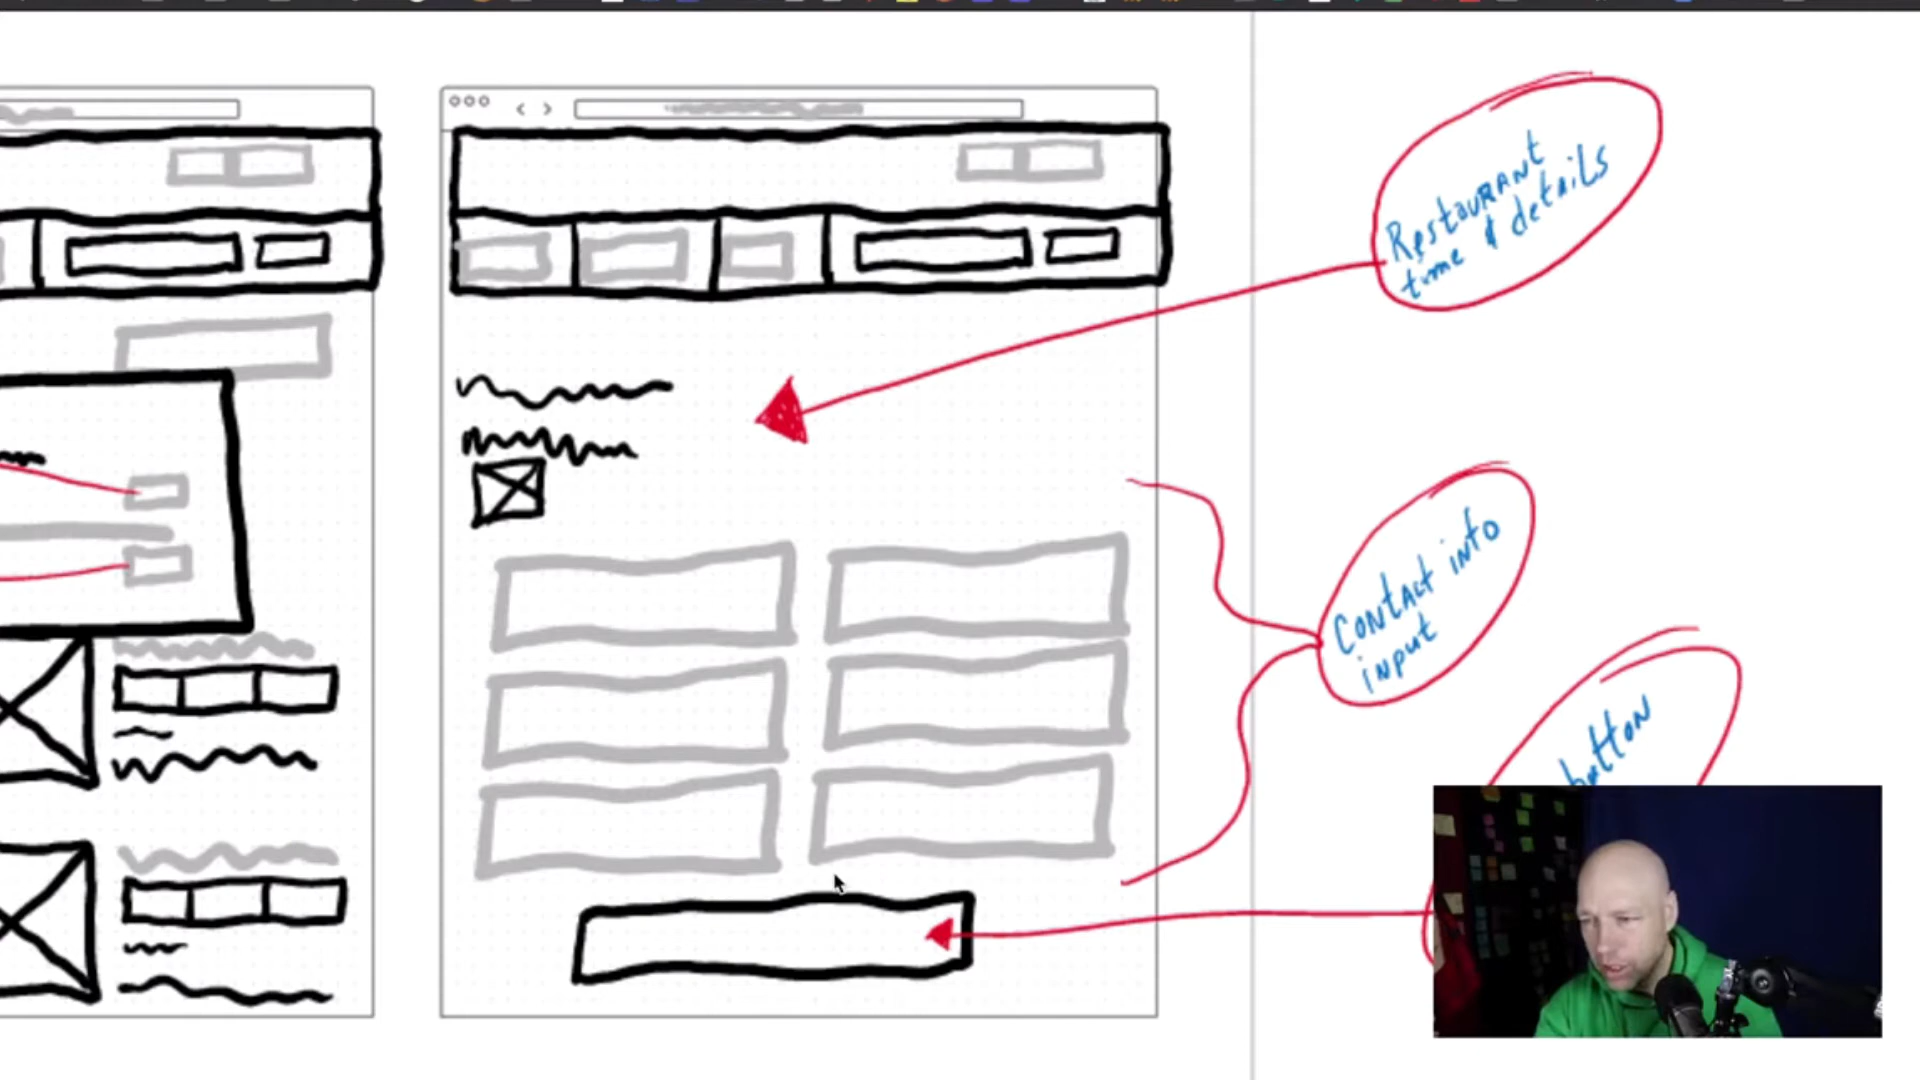 Restaurant
time & details
Contact info
input
button